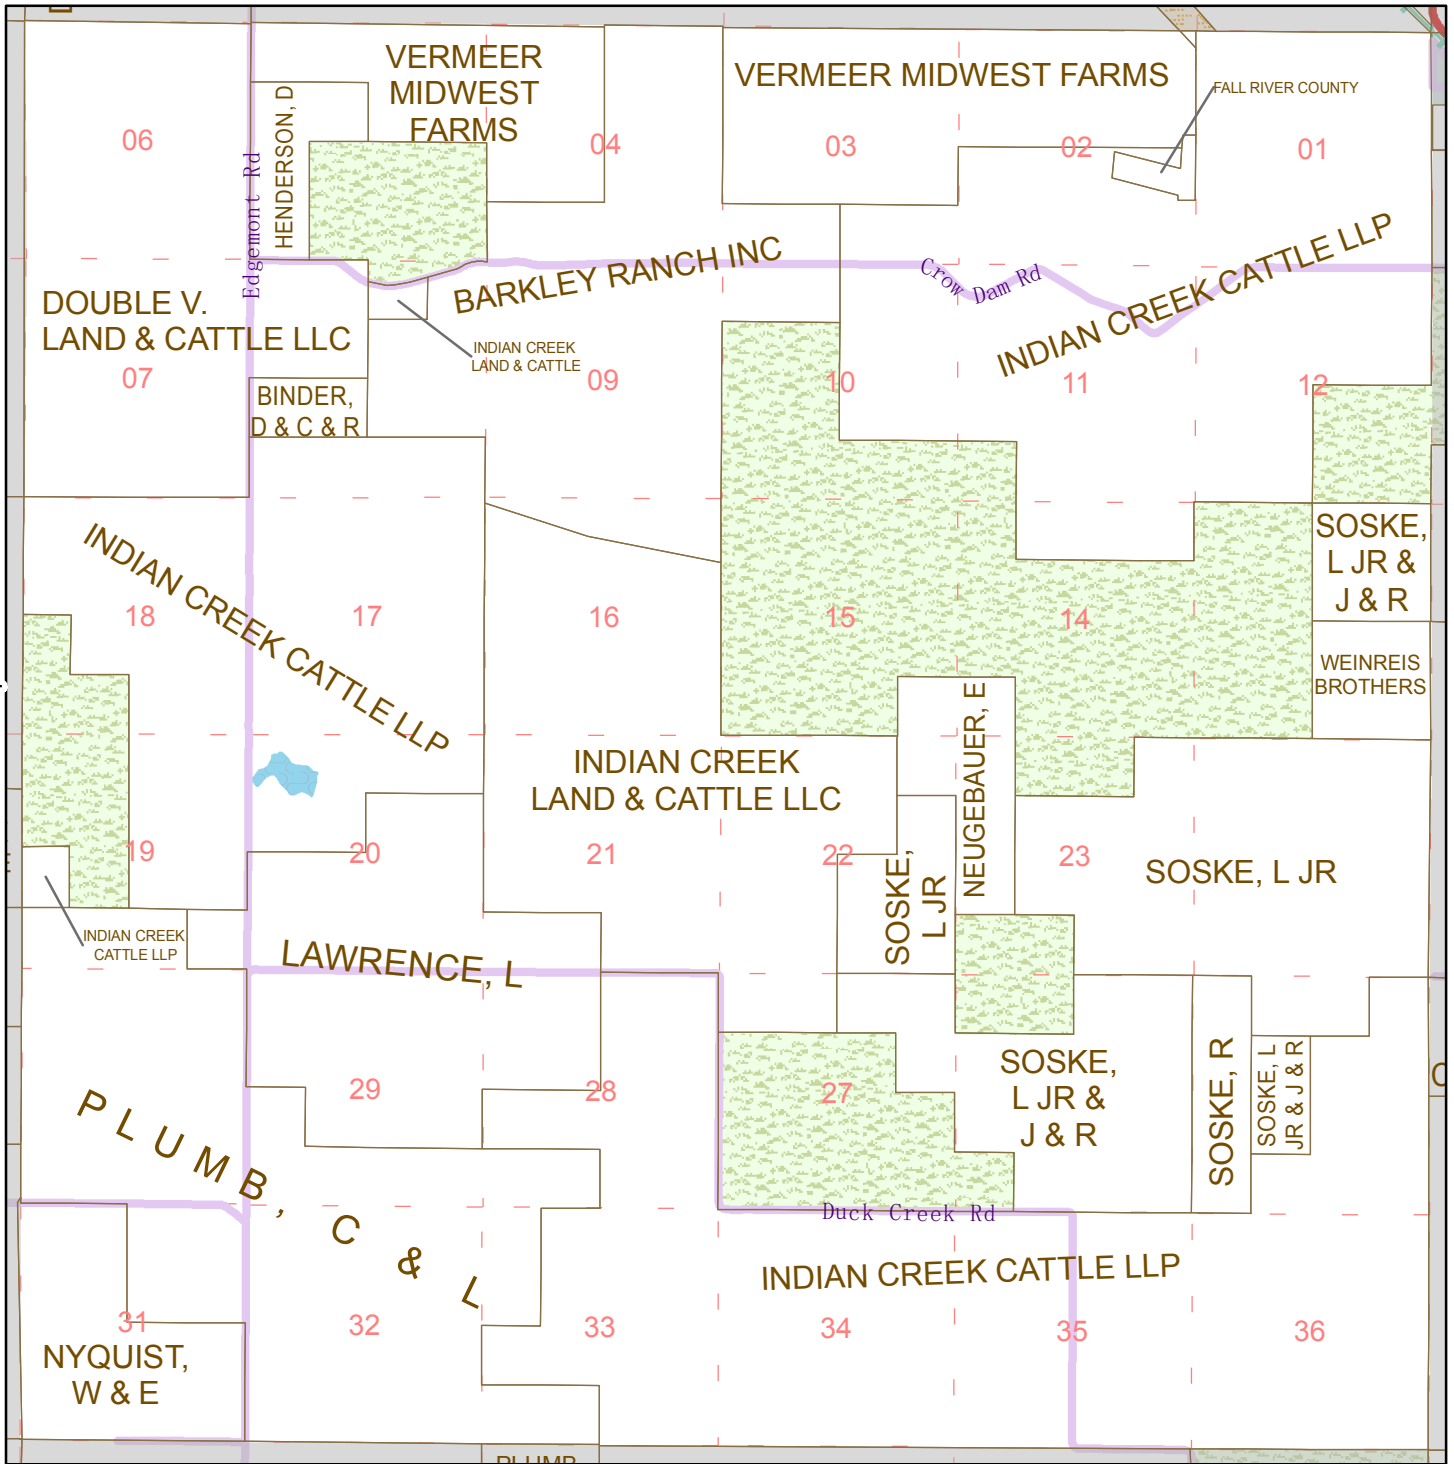 VERMEER
MIDWEST
FARMS
VERMEER MIDWEST FARMS
FALL RIVER COUNTY
HENDERSON, D
06
04
03
02
01
Edgemont Rd
BARKLEY RANCH INC
Crow Dam Rd
INDIAN CREEK CATTLE LLP
DOUBLE V.
LAND & CATTLE LLC
INDIAN CREEK
LAND & CATTLE
07
09
10
11
12
BINDER,
D & C & R
INDIAN CREEK CATTLE LLP
SOSKE,
L JR &
J & R
18
17
16
15
14
WEINREIS
BROTHERS
NEUGEBAUER, E
INDIAN CREEK
LAND & CATTLE LLC
19
20
21
22
23
SOSKE,
L JR
SOSKE, L JR
INDIAN CREEK
CATTLE LLP
LAWRENCE, L
29
28
27
SOSKE,
L JR &
J & R
SOSKE, R
SOSKE, L
JR & J & R
PLUMB, C & L
Duck Creek Rd
INDIAN CREEK CATTLE LLP
31
32
33
34
35
36
NYQUIST,
W & E